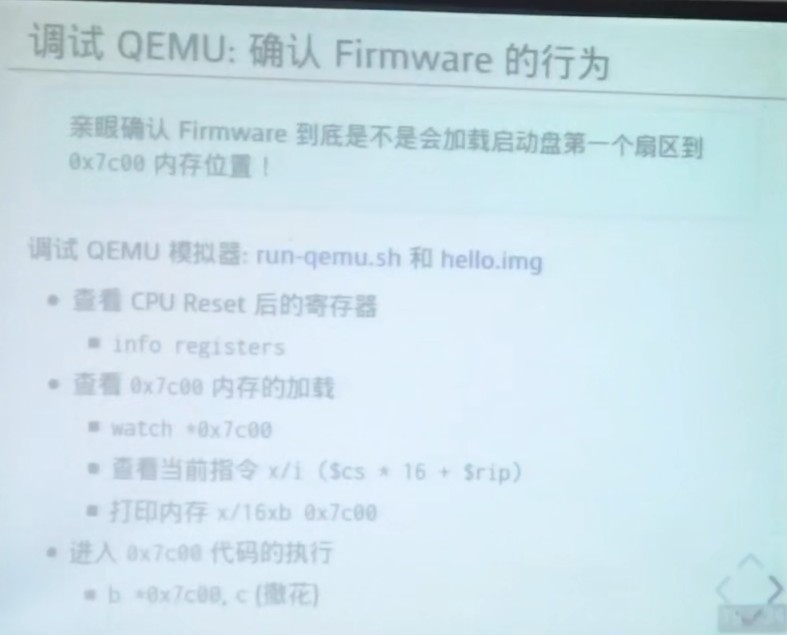 调试 QEMU: 确认 Firmware 的行为
亲眼确认 Firmware 到底是不是会加载启动盘第一个扇区到
0x7c00 内存位置！
调试 QEMU 模拟器: run-qemu.sh 和 hello.img
• 查看 CPU Reset 后的寄存器
▪ info registers
• 查看 0x7c00 内存的加载
▪ watch *0x7c00
▪ 查看当前指令 x/i ($cs * 16 + $rip)
▪ 打印内存 x/16xb 0x7c00
• 进入 0x7c00 代码的执行
▪ b *0x7c00, c (撒花)